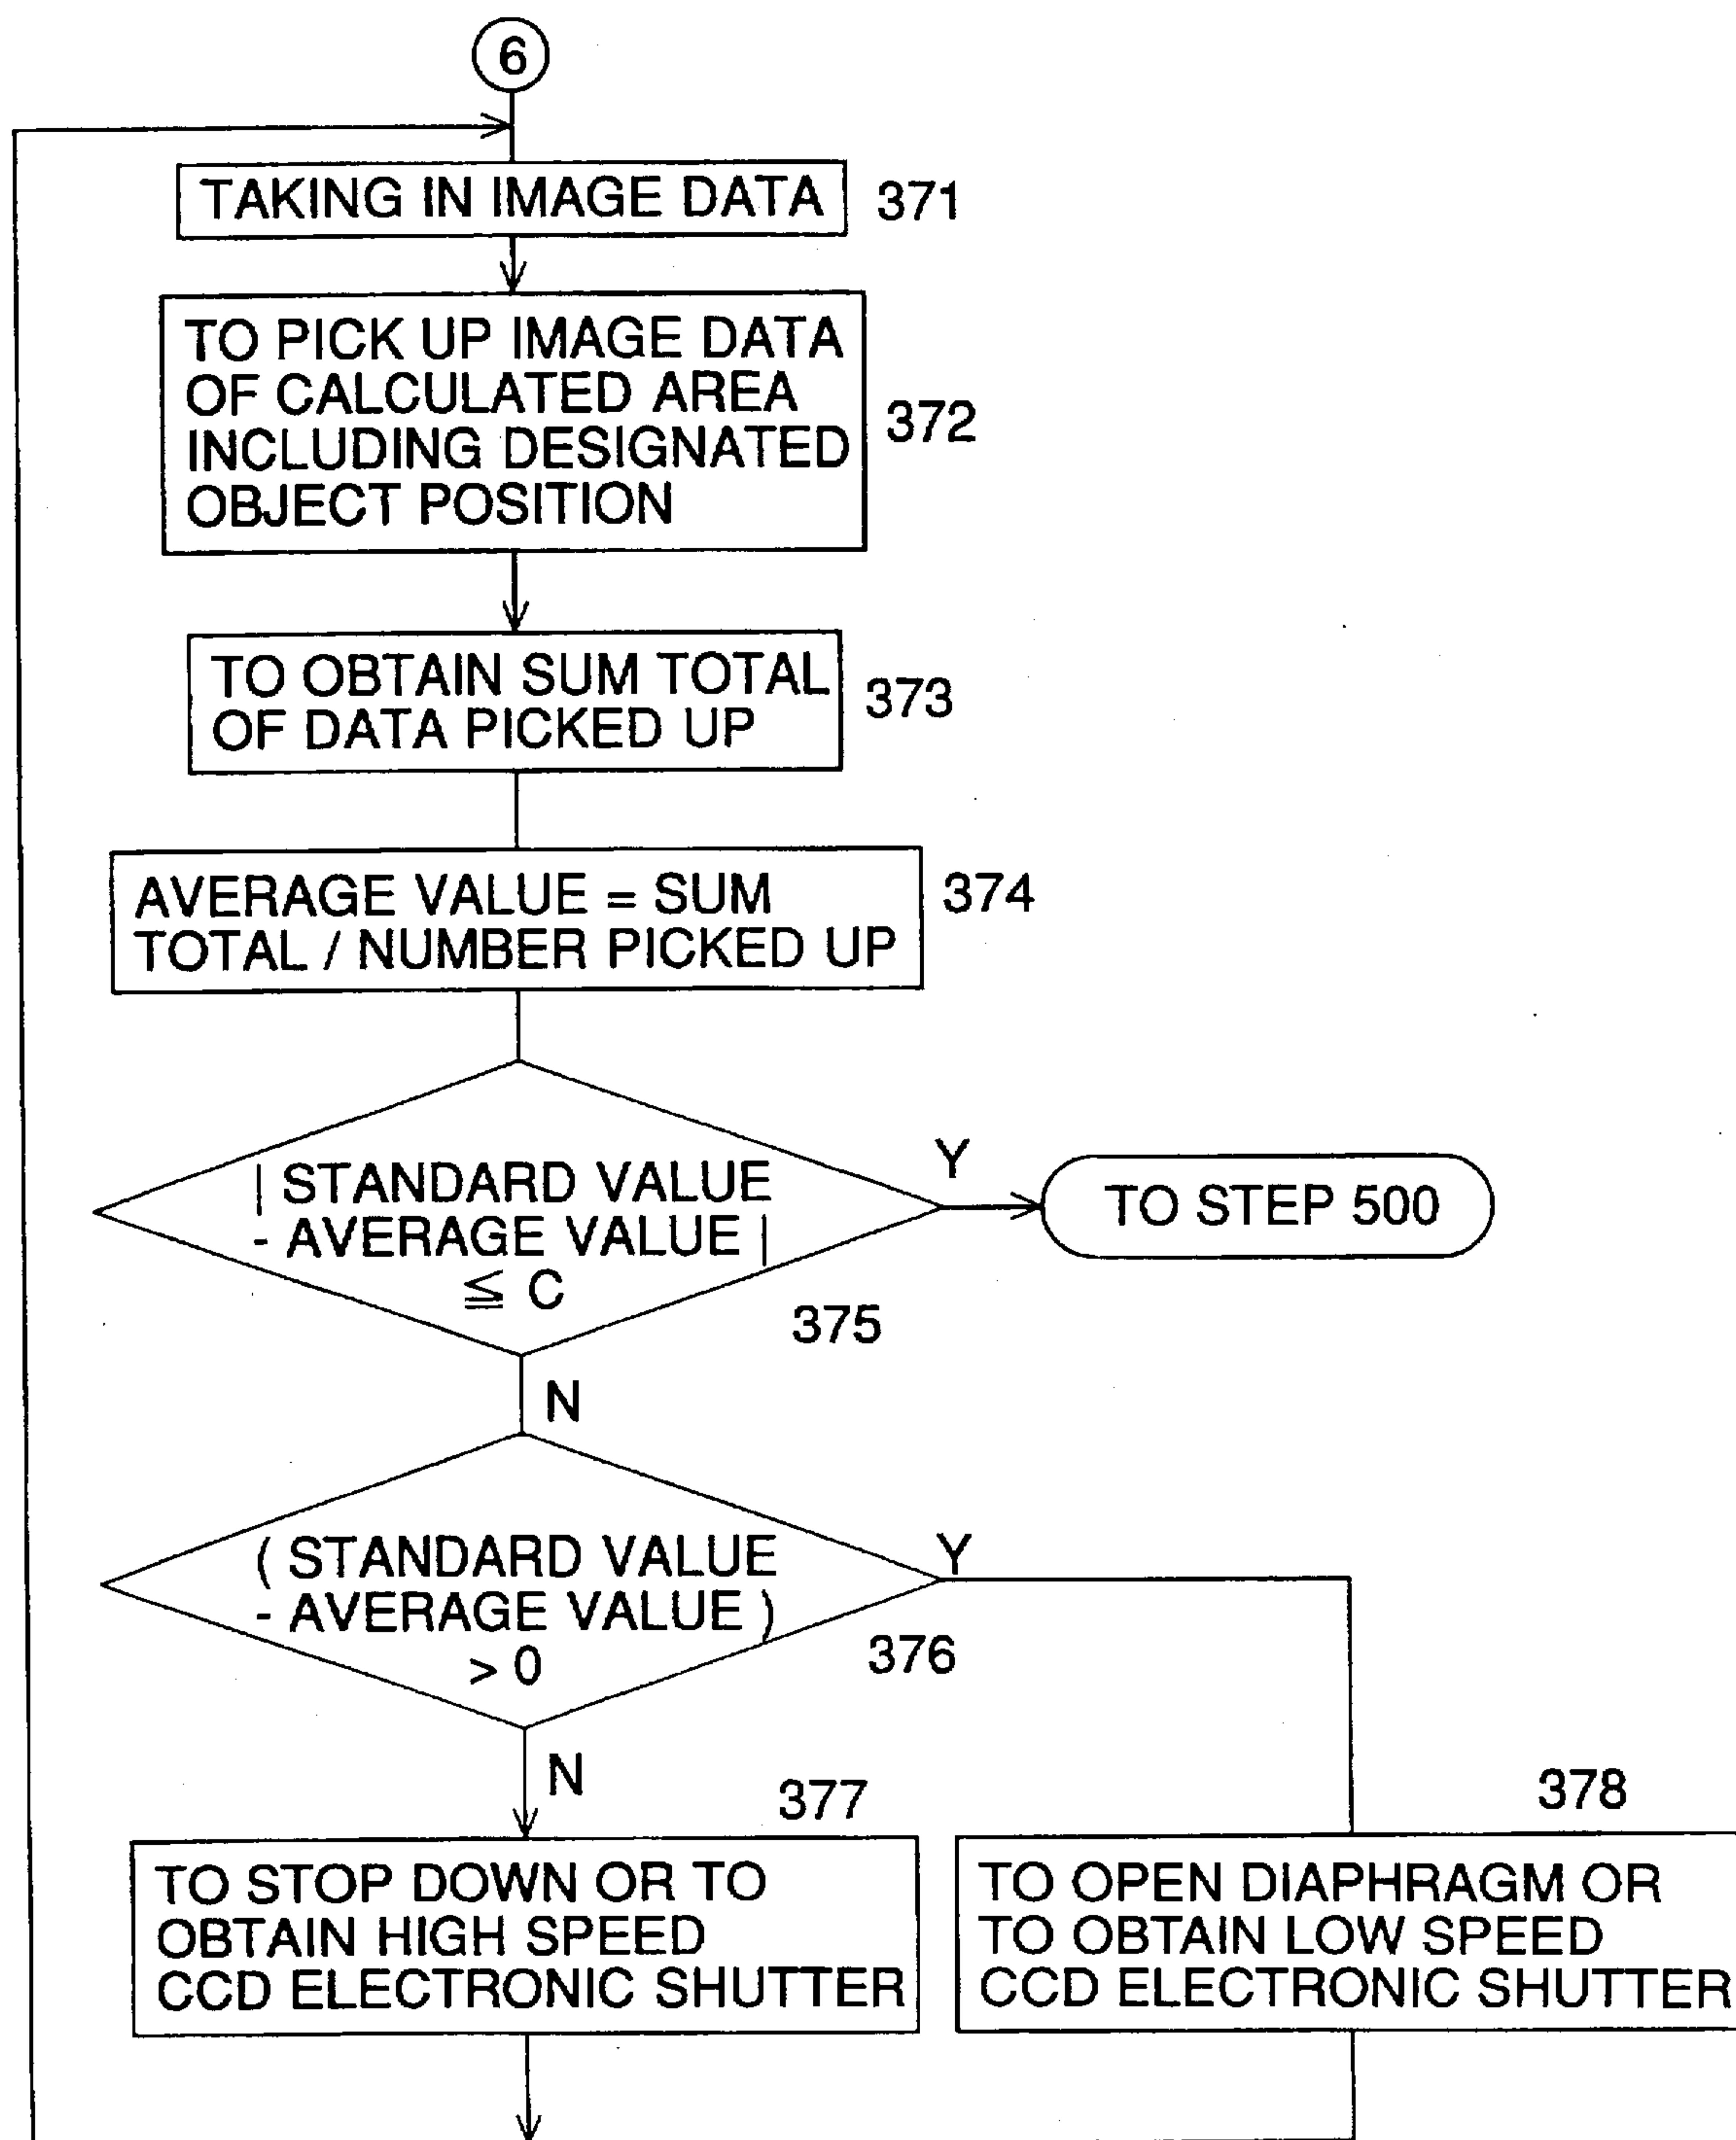 6
TAKING IN IMAGE DATA
371
TO PICK UP IMAGE DATA
OF CALCULATED AREA
INCLUDING DESIGNATED
OBJECT POSITION
372
TO OBTAIN SUM TOTAL
OF DATA PICKED UP
373
AVERAGE VALUE = SUM
TOTAL / NUMBER PICKED UP
374
| STANDARD VALUE
- AVERAGE VALUE |
≦ C
375
Y
TO STEP 500
N
( STANDARD VALUE
- AVERAGE VALUE )
> 0
376
Y
N
377
TO STOP DOWN OR TO
OBTAIN HIGH SPEED
CCD ELECTRONIC SHUTTER
378
TO OPEN DIAPHRAGM OR
TO OBTAIN LOW SPEED
CCD ELECTRONIC SHUTTER